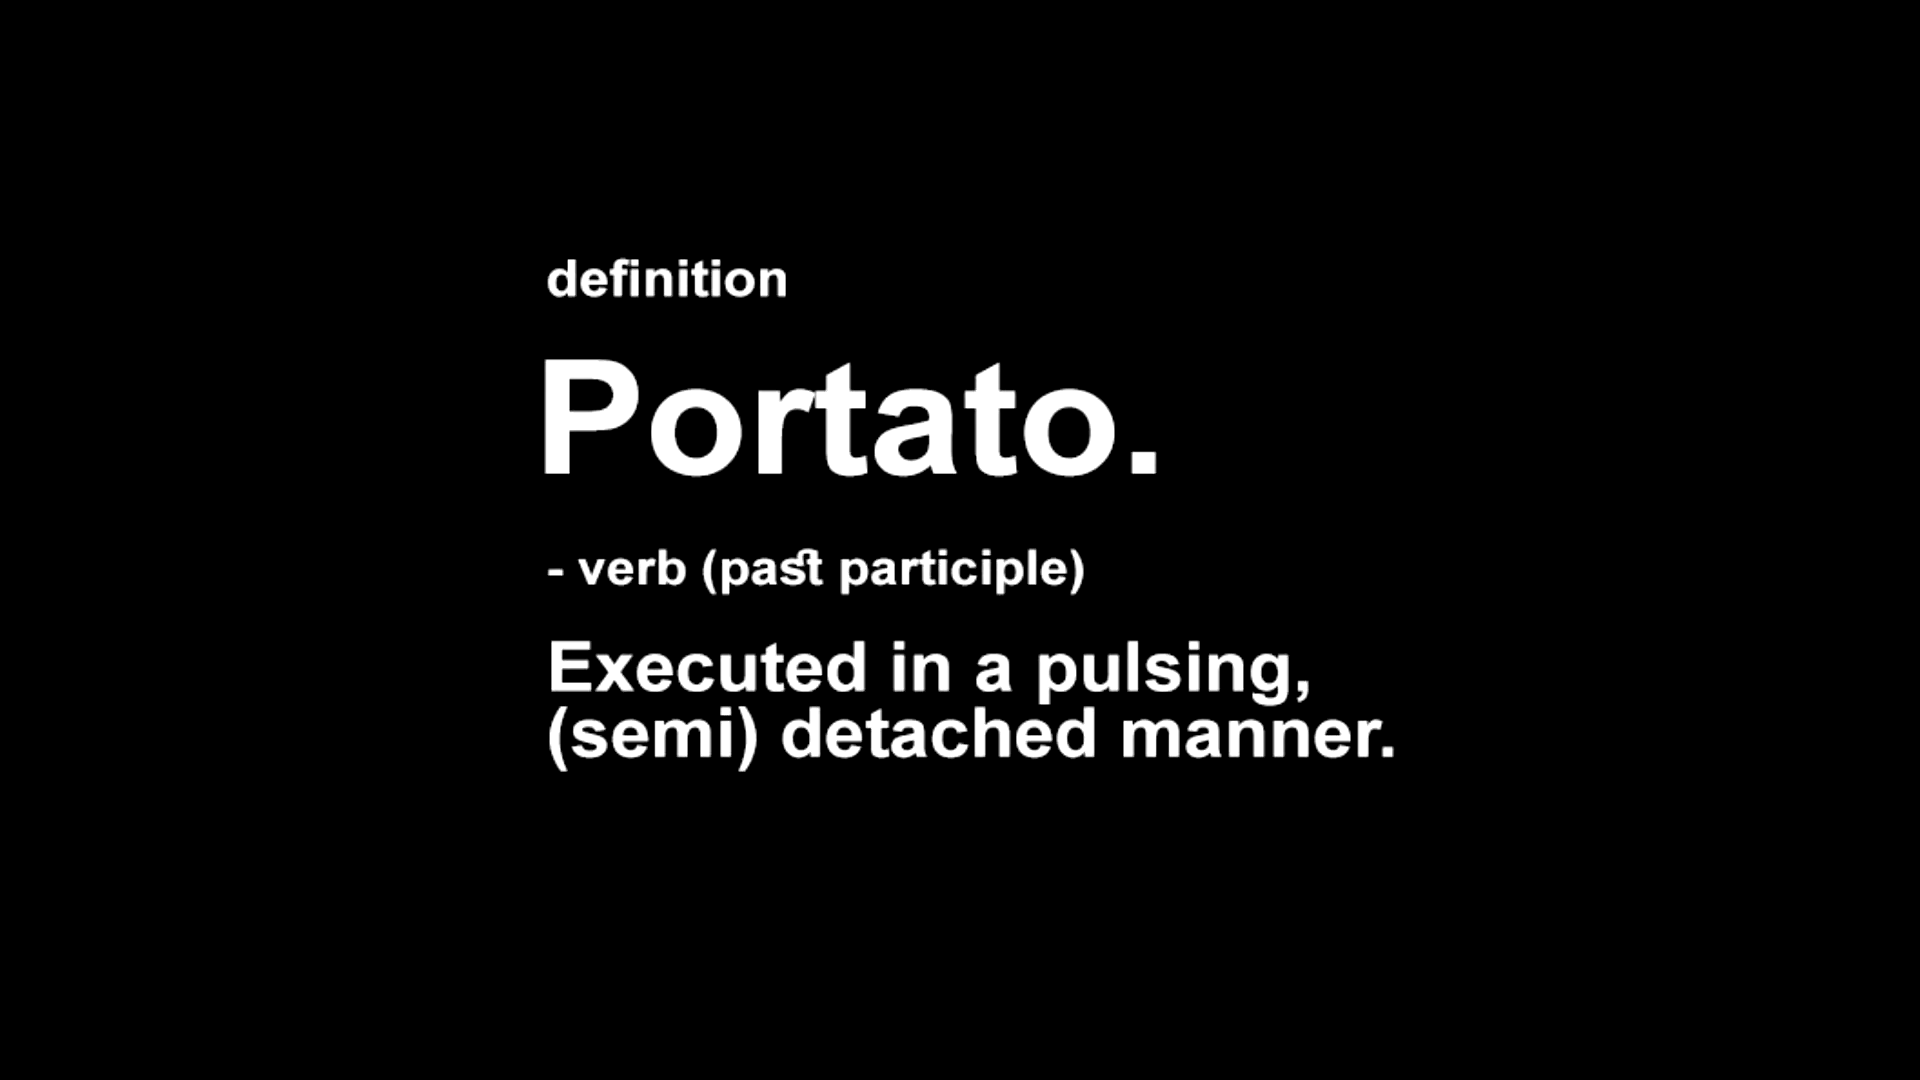 definition
Portato.
- verb (past participle)
Executed in a pulsing,
(semi) detached manner.